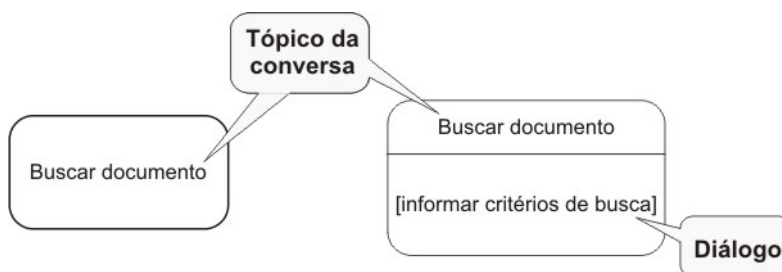 Tópico da
conversa
Buscar documento
Buscar documento
[informar critérios de busca]
Diálogo